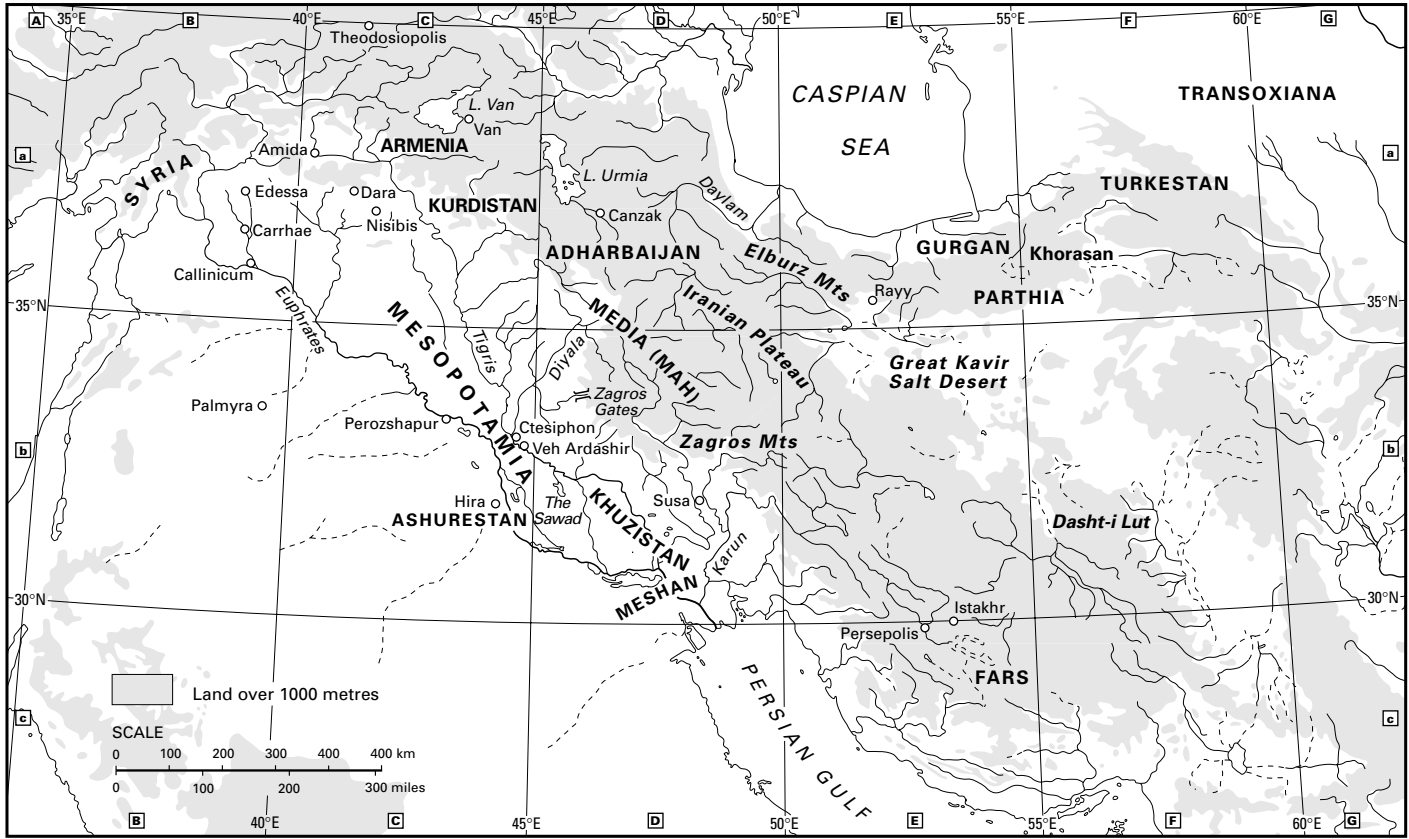 A 35°E B 40°E C 45°E D 50°E E 55°E F 60°E G
Theodosiopolis
CASPIAN
SEA
TRANSOXIANA
L. Van
Van
ARMENIA
Amida
a
a
SYRIA
L. Urmia
Daylam
TURKESTAN
Edessa
Dara
KURDISTAN
Canzak
Nisibis
Carrhae
ADHARBAIJAN
Elburz Mts
GURGAN
Khorasan
Callinicum
Rayy
PARTHIA
35°N
35°N
Euphrates
MESOPOTAMIA
Tigris
Diyala
MEDIA (MAH)
Iranian Plateau
Great Kavir
Salt Desert
Palmyra
Zagros
Gates
Perozshapur
Ctesiphon
Veh Ardashir
Zagros Mts
b
b
Hira
The
Sawad
KHUZISTAN
Susa
ASHURESTAN
Dasht-i Lut
Karun
MESHAN
30°N
30°N
Istakhr
Persepolis
FARS
PERSIAN GULF
Land over 1000 metres
c
c
SCALE
0 100 200 300 400 km
0 100 200 300 miles
B 40°E C 45°E D 50°E E 55°E F 60°E G